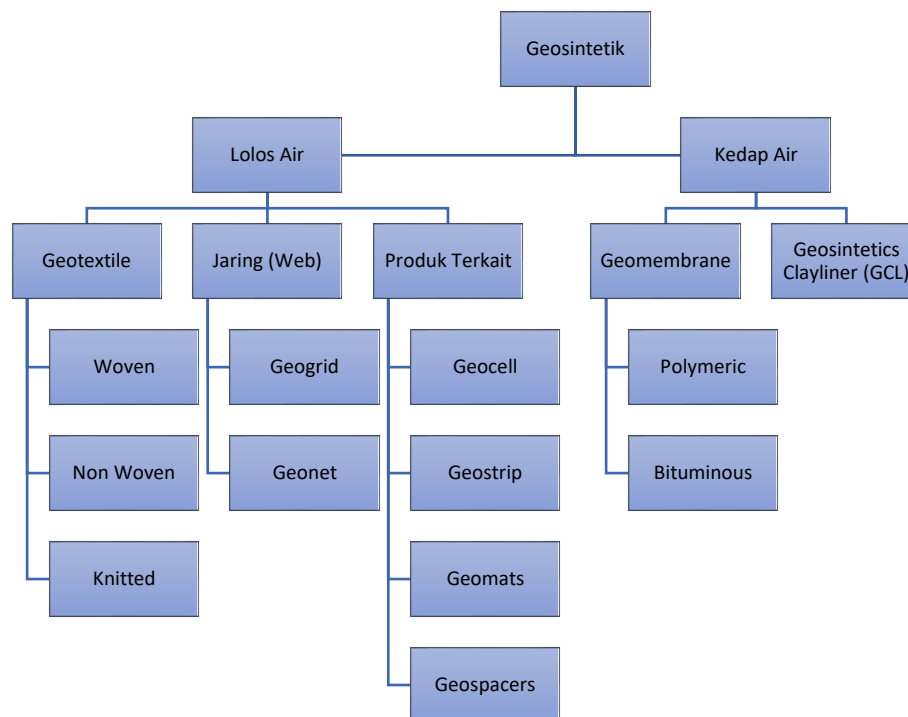 Geosintetik
Lolos Air
Kedap Air
Geotextile
Jaring (Web)
Produk Terkait
Geomembrane
Geosintetics
Clayliner (GCL)
Woven
Geogrid
Geocell
Polymeric
Non Woven
Geonet
Geostrip
Bituminous
Knitted
Geomats
Geospacers